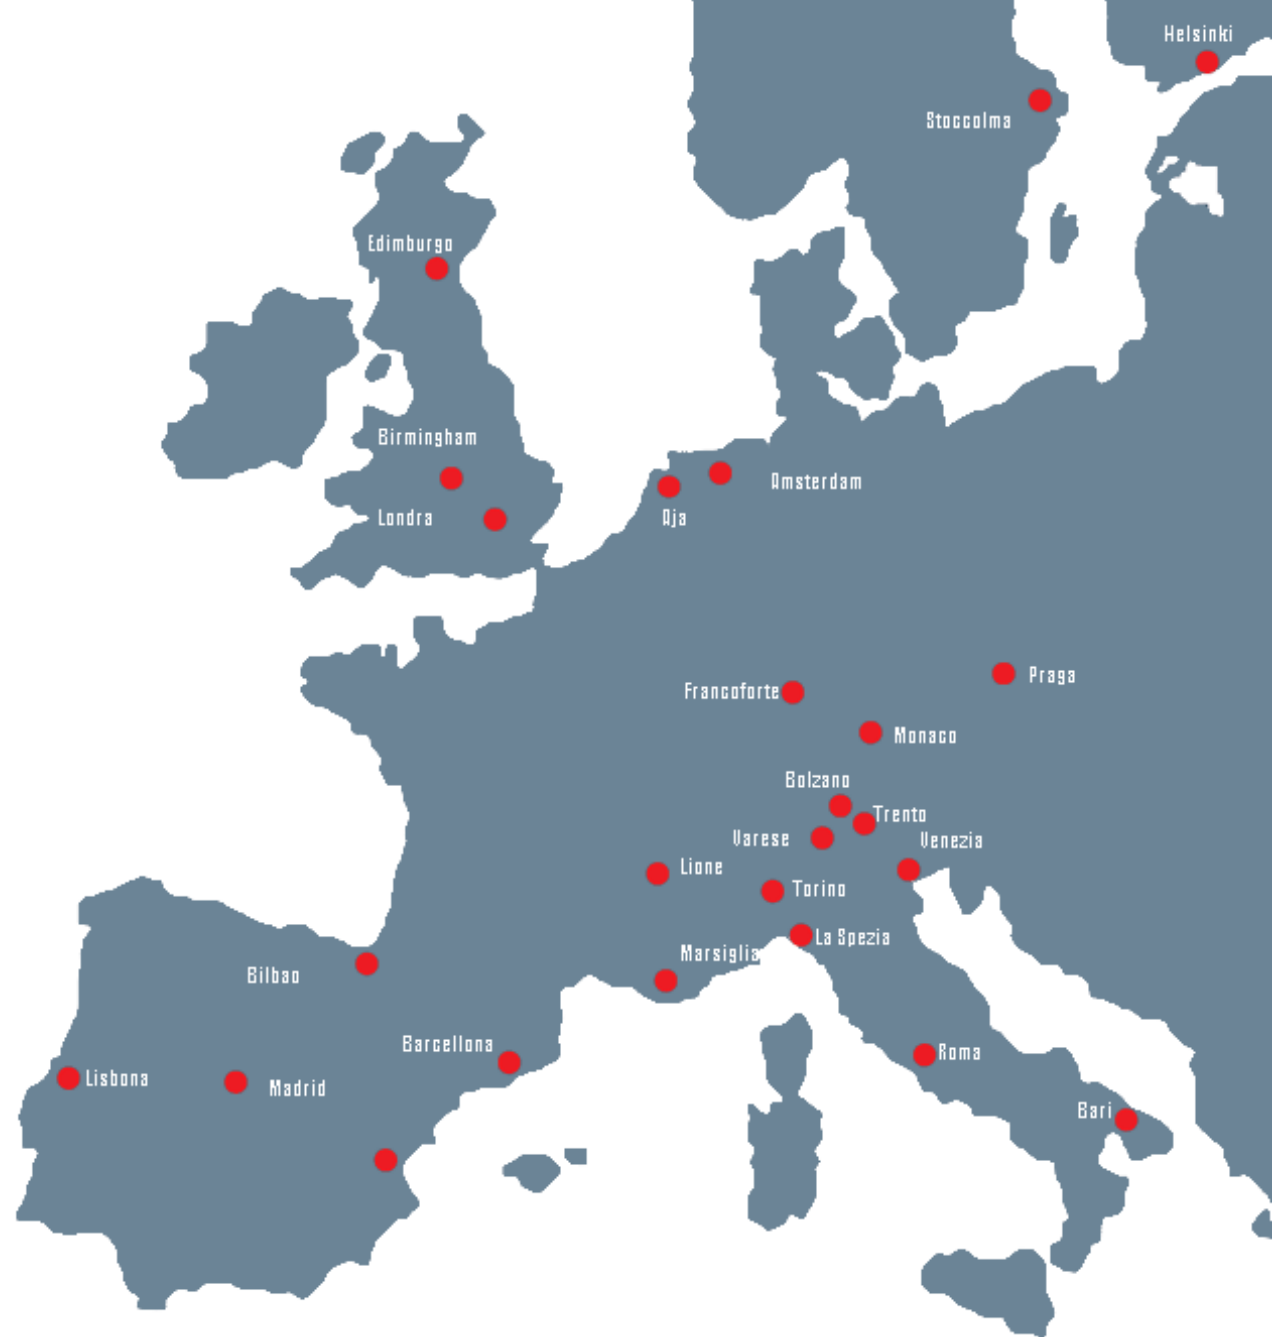 Helsinki
Stoccolma
Edimburgo
Birmingham
Amsterdam
Londra
Aja
Praga
Francoforte
Monaco
Bolzano
Trento
Varese
Venezia
Lione
Torino
La Spezia
Marsiglia
Bilbao
Barcellona
Roma
Lisbona
Madrid
Bari